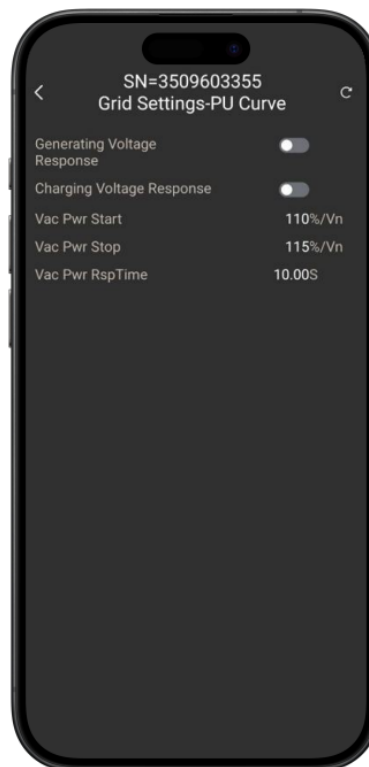 SN=3509603355
Grid Settings-PU Curve
Generating Voltage
Response
Charging Voltage Response
Vac Pwr Start 110%/Vn
Vac Pwr Stop 115%/Vn
Vac Pwr RspTime 10.00S